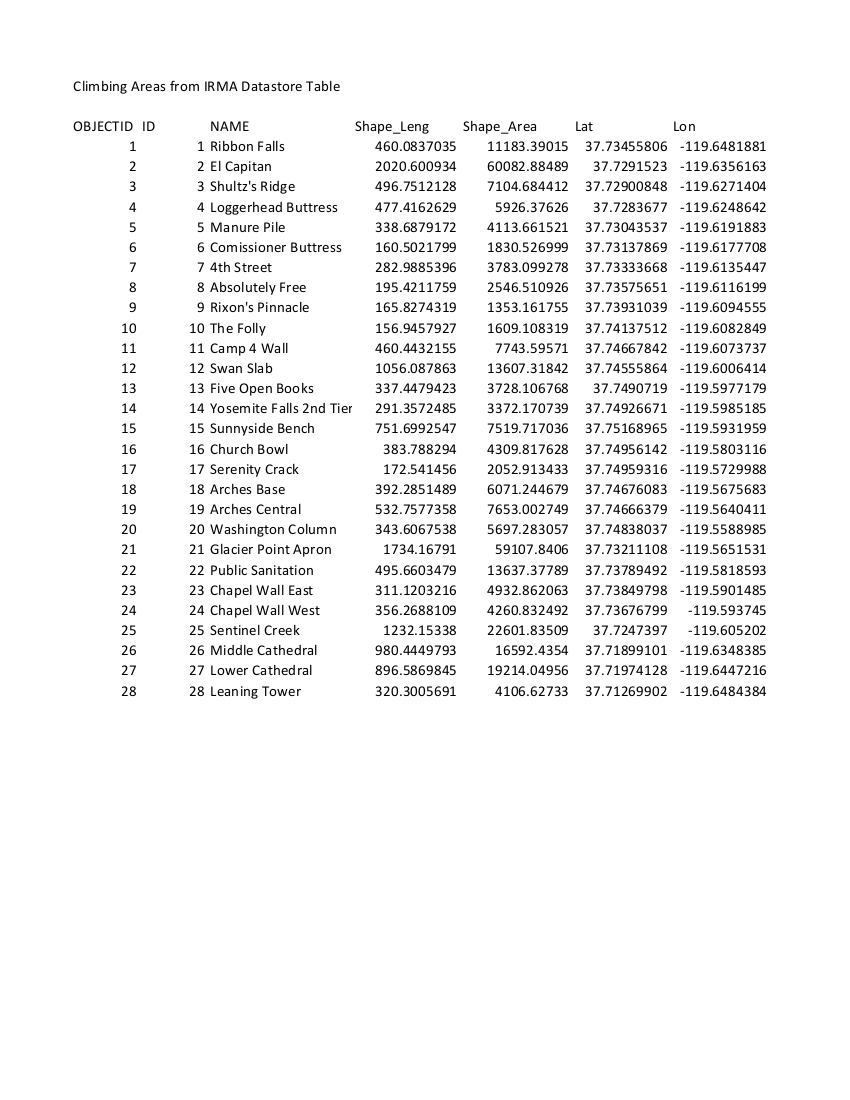 Climbing Areas from IRMA Datastore Table
OBJECTID ID NAME Shape_Leng Shape_Area Lat Lon
1 1 Ribbon Falls 460.0837035 11183.39015 37.73455806 -119.6481881
2 2 El Capitan 2020.600934 60082.88489 37.7291523 -119.6356163
3 3 Shultz's Ridge 496.7512128 7104.684412 37.72900848 -119.6271404
4 4 Loggerhead Buttress 477.4162629 5926.37626 37.7283677 -119.6248642
5 5 Manure Pile 338.6879172 4113.661521 37.73043537 -119.6191883
6 6 Comissioner Buttress 160.5021799 1830.526999 37.73137869 -119.6177708
7 7 4th Street 282.9885396 3783.099278 37.73333668 -119.6135447
8 8 Absolutely Free 195.4211759 2546.510926 37.73575651 -119.6116199
9 9 Rixon's Pinnacle 165.8274319 1353.161755 37.73931039 -119.6094555
10 10 The Folly 156.9457927 1609.108319 37.74137512 -119.6082849
11 11 Camp 4 Wall 460.4432155 7743.59571 37.74667842 -119.6073737
12 12 Swan Slab 1056.087863 13607.31842 37.74555864 -119.6006414
13 13 Five Open Books 337.4479423 3728.106768 37.7490719 -119.5977179
14 14 Yosemite Falls 2nd Tier 291.3572485 3372.170739 37.74926671 -119.5985185
15 15 Sunnyside Bench 751.6992547 7519.717036 37.75168965 -119.5931959
16 16 Church Bowl 383.788294 4309.817628 37.74956142 -119.5803116
17 17 Serenity Crack 172.541456 2052.913433 37.74959316 -119.5729988
18 18 Arches Base 392.2851489 6071.244679 37.74676083 -119.5675683
19 19 Arches Central 532.7577358 7653.002749 37.74666379 -119.5640411
20 20 Washington Column 343.6067538 5697.283057 37.74838037 -119.5588985
21 21 Glacier Point Apron 1734.16791 59107.8406 37.73211108 -119.5651531
22 22 Public Sanitation 495.6603479 13637.37789 37.73789492 -119.5818593
23 23 Chapel Wall East 311.1203216 4932.862063 37.73849798 -119.5901485
24 24 Chapel Wall West 356.2688109 4260.832492 37.73676799 -119.593745
25 25 Sentinel Creek 1232.15338 22601.83509 37.7247397 -119.605202
26 26 Middle Cathedral 980.4449793 16592.4354 37.71899101 -119.6348385
27 27 Lower Cathedral 896.5869845 19214.04956 37.71974128 -119.6447216
28 28 Leaning Tower 320.3005691 4106.62733 37.71269902 -119.6484384